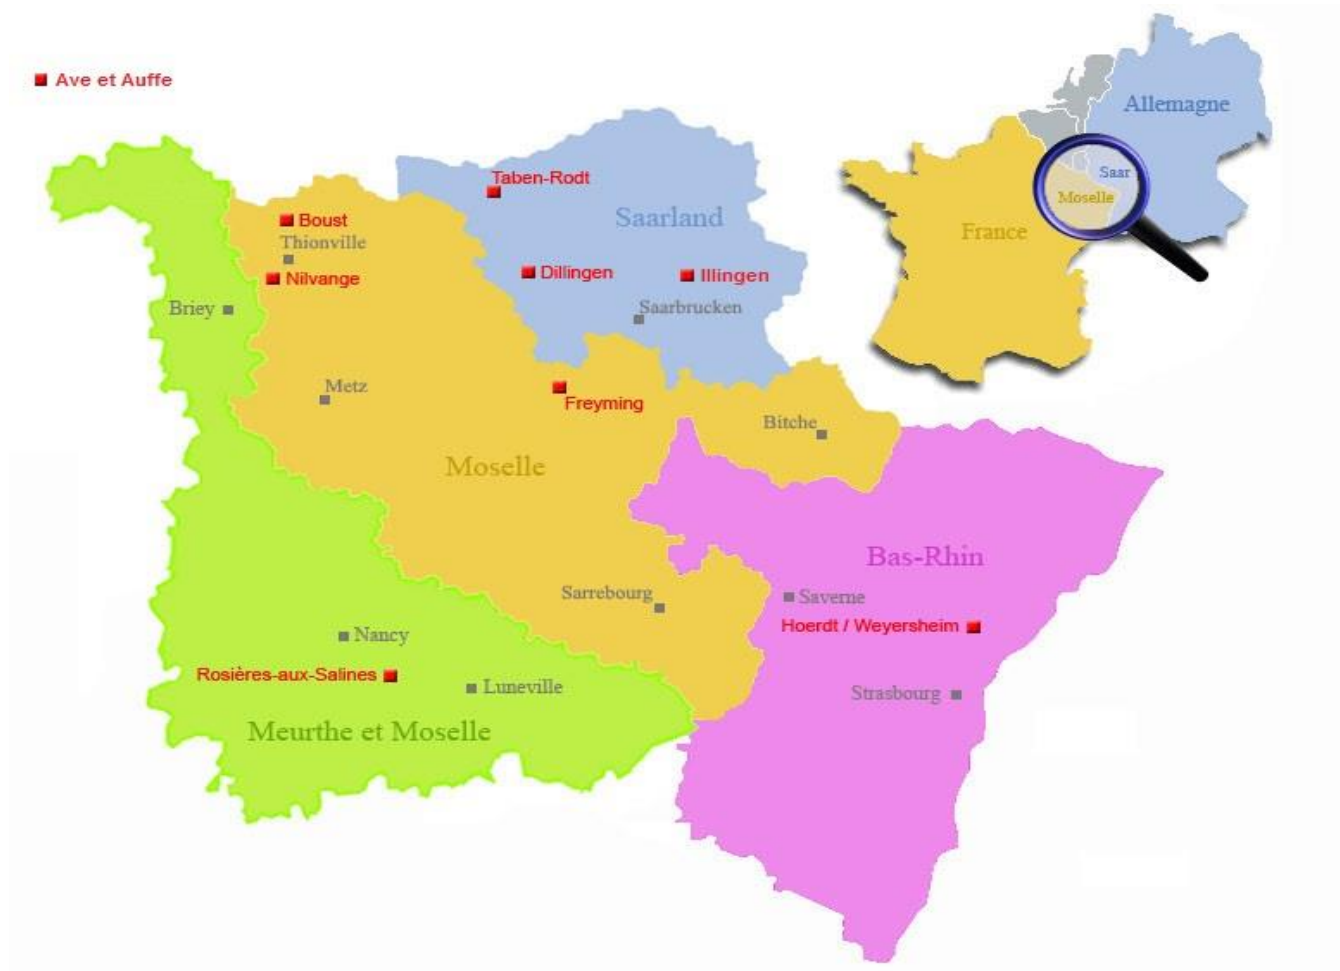 Ave et Auffe
Allemagne
Taben-Rodt
Saar
Moselle
Boust
Saarland
France
Thionville
Dillingen
Illingen
Nilvange
Briey
Saarbrucken
Metz
Freyming
Bitche
Moselle
Bas-Rhin
Sarrebourg
Saverne
Hoerdt / Weyersheim
Nancy
Rosières-aux-Salines
Luneville
Strasbourg
Meurthe et Moselle